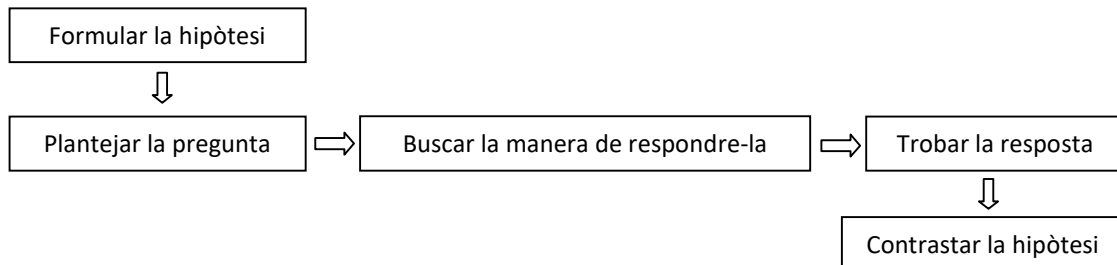 Formular la hipòtesi
Plantejar la pregunta
Buscar la manera de respondre-la
Trobar la resposta
Contrastar la hipòtesi